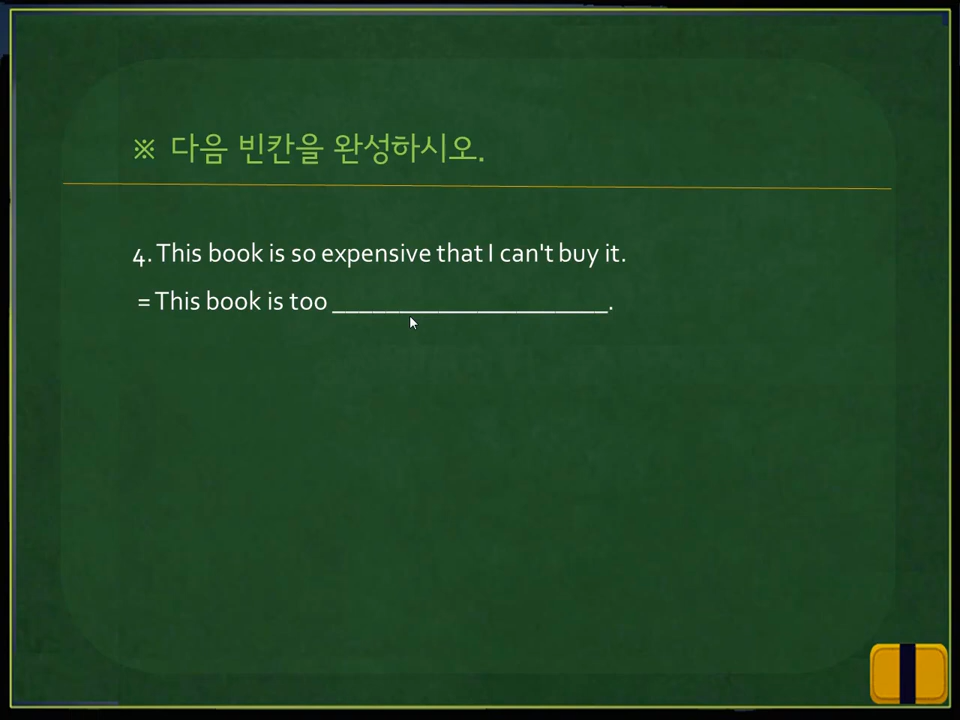 ※ 다음 빈칸을 완성하시오.
4. This book is so expensive that I can't buy it.
= This book is too _____________________.